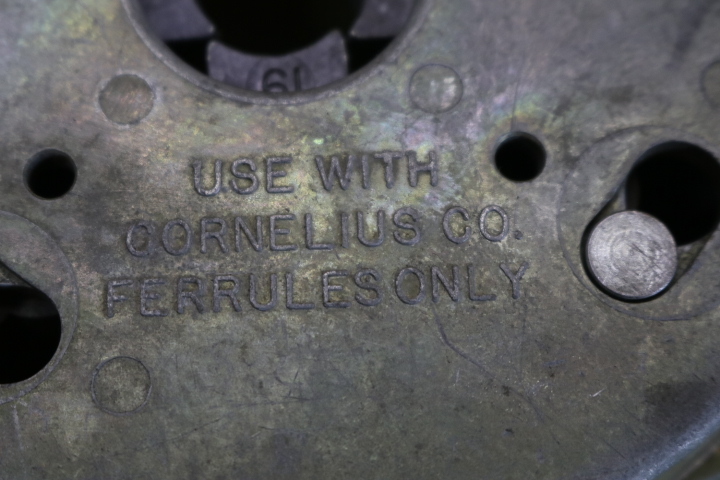 USE WITH
CORNELIUS CO.
FERRULES ONLY